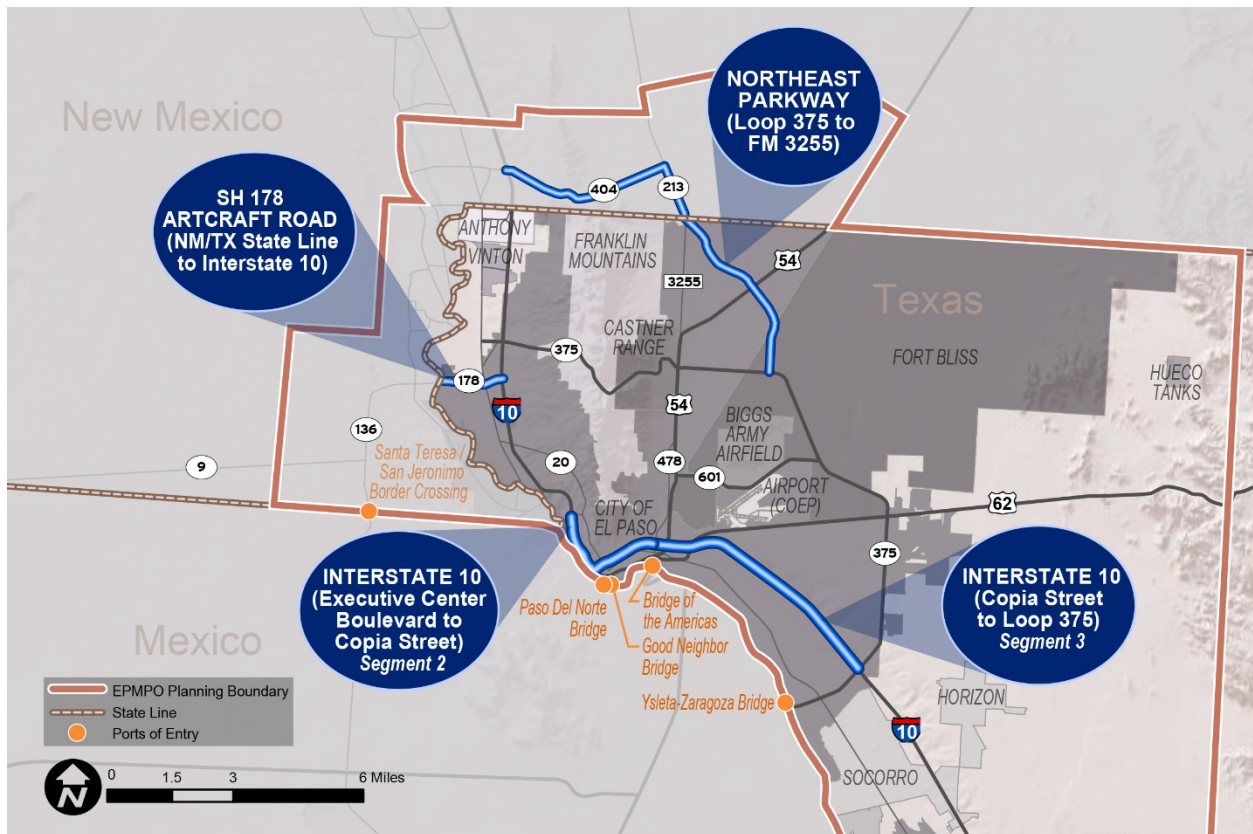 New Mexico
NORTHEAST
PARKWAY
(Loop 375 to
FM 3255)
SH 178
ARTCRAFT ROAD
(NM/TX State Line
to Interstate 10)
404
213
ANTHONY
VINTON
FRANKLIN
MOUNTAINS
54
3255
Texas
CASTNER
RANGE
375
FORT BLISS
HUECO
TANKS
178
10
54
BIGGS
ARMY
AIRFIELD
136
Santa Teresa /
San Jeronimo
Border Crossing
9
20
478
601
AIRPORT
(COEP)
62
CITY OF
EL PASO
375
INTERSTATE 10
(Executive Center
Boulevard to
Copia Street)
Segment 2
Paso Del Norte
Bridge
Bridge of
the Americas
Good Neighbor
Bridge
INTERSTATE 10
(Copia Street
to Loop 375)
Segment 3
Mexico
Ysleta-Zaragoza Bridge
HORIZON
10
SOCORRO
EPMPO Planning Boundary
State Line
Ports of Entry
N
0 1.5 3 6 Miles